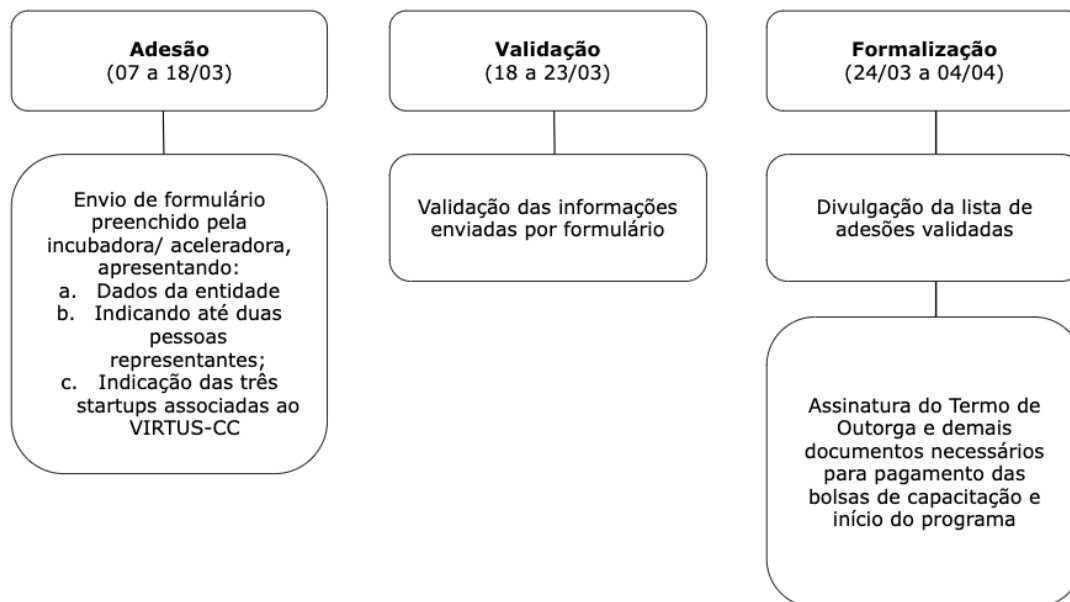 Adesão
(07 a 18/03)
Envio de formulário
preenchido pela
incubadora/ aceleradora,
apresentando:
a. Dados da entidade
b. Indicando até duas
pessoas
representantes;
c. Indicação das três
startups associadas ao
VIRTUS-CC
Validação
(18 a 23/03)
Validação das informações
enviadas por formulário
Formalização
(24/03 a 04/04)
Divulgação da lista de
adesões validadas
Assinatura do Termo de
Outorga e demais
documentos necessários
para pagamento das
bolsas de capacitação e
início do programa